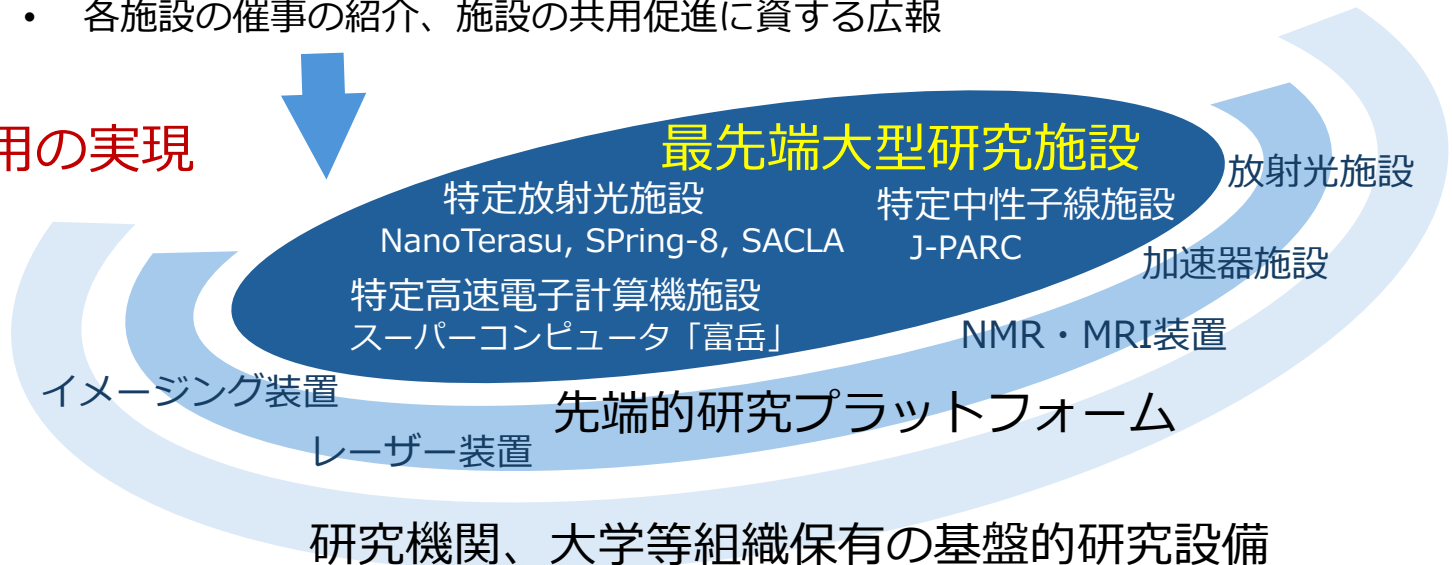 • 各施設の催事の紹介、施設の共用促進に資する広報
用の実現
最先端大型研究施設
特定放射光施設
NanoTerasu, SPring-8, SACLA
特定中性子線施設
J-PARC
特定高速電子計算機施設
スーパーコンピュータ「富岳」
放射光施設
加速器施設
NMR・MRI装置
イメージング装置
レーザー装置
先端的研究プラットフォーム
研究機関、大学等組織保有の基盤的研究設備